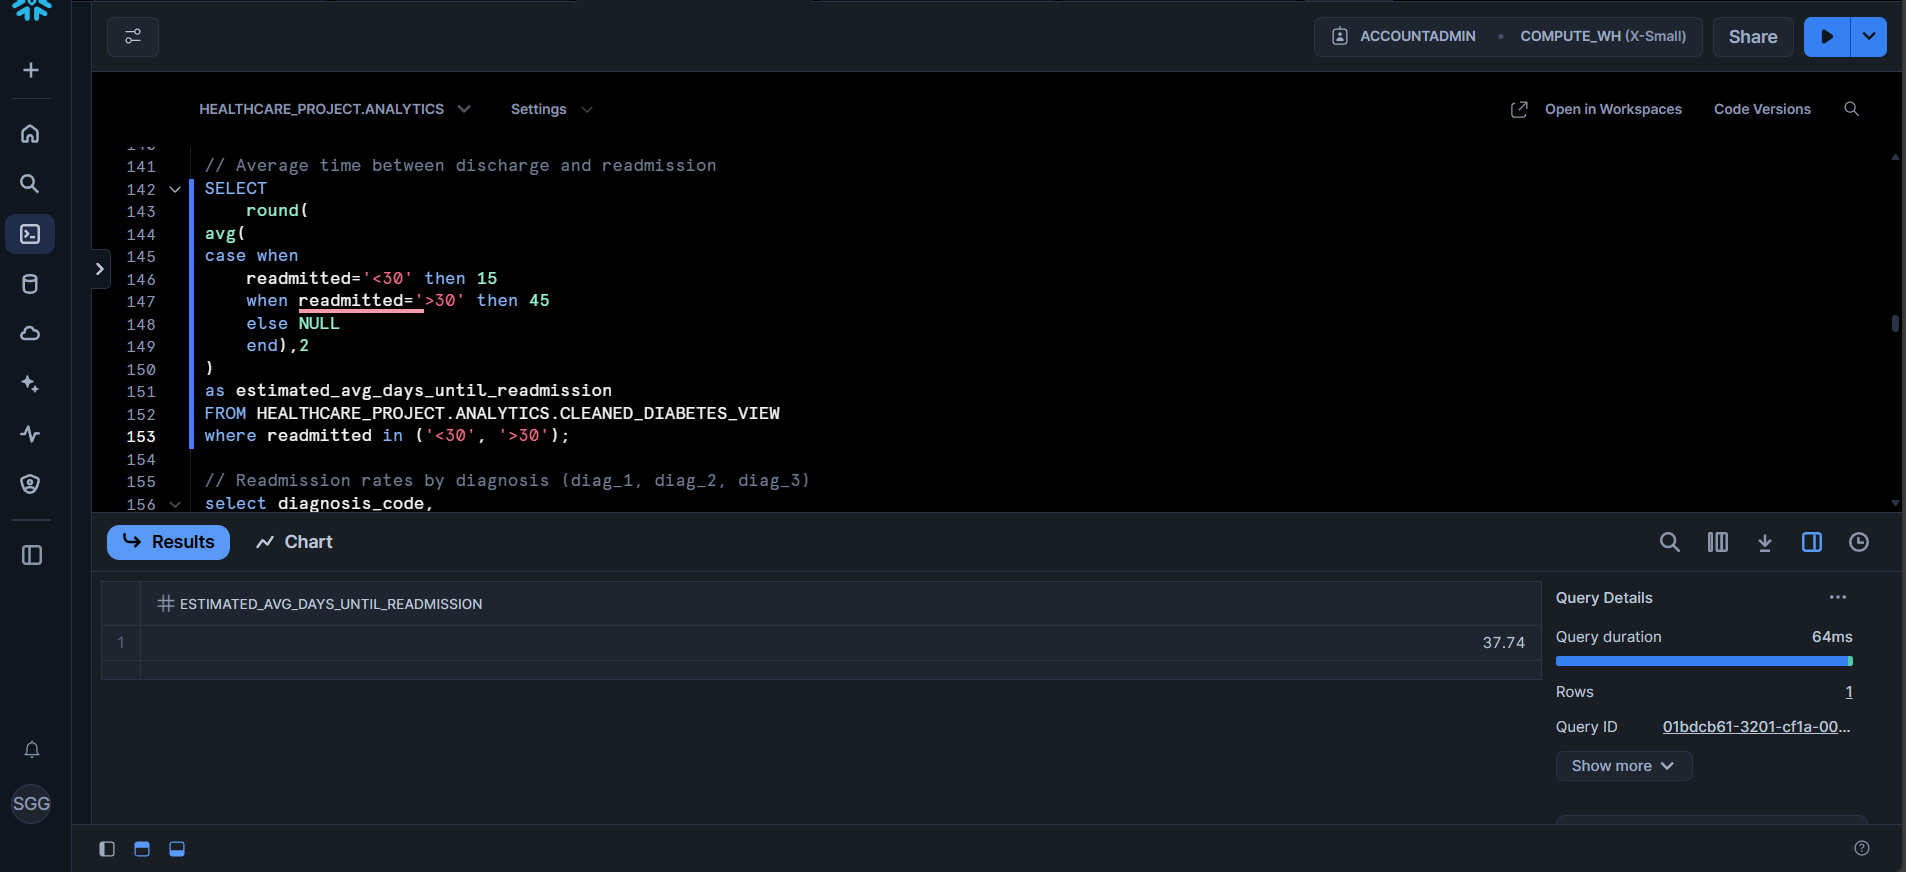 ACCOUNTADMIN • COMPUTE_WH (X-Small)
Share
HEALTHCARE_PROJECT.ANALYTICS
Settings
Open in Workspaces
Code Versions
141 // Average time between discharge and readmission
142 SELECT
143     round(
144 avg(
145 case when
146     readmitted='<30' then 15
147     when readmitted='>30' then 45
148     else NULL
149     end),2
150 )
151 as estimated_avg_days_until_readmission
152 FROM HEALTHCARE_PROJECT.ANALYTICS.CLEANED_DIABETES_VIEW
153 where readmitted in ('<30', '>30');
154
155 // Readmission rates by diagnosis (diag_1, diag_2, diag_3)
156 select diagnosis_code,
Results
Chart
ESTIMATED_AVG_DAYS_UNTIL_READMISSION
1 37.74
Query Details
Query duration 64ms
Rows 1
Query ID 01bdcb61-3201-cf1a-00...
Show more
SGG